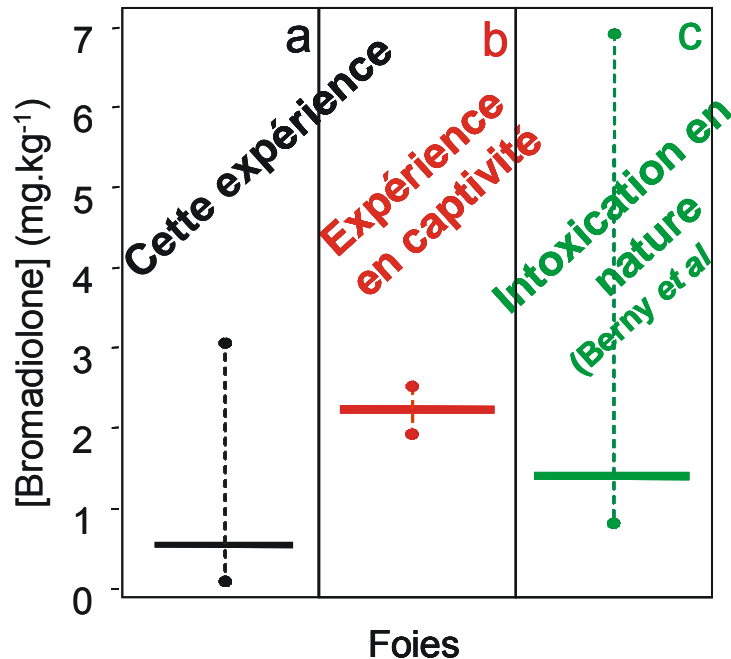 a
b
c
Cette expérience
Expérience
en captivité
Intoxication en
nature
(Berny et al
[Bromadiolone] (mg.kg⁻¹)
7
6
5
4
3
2
1
0
Foies